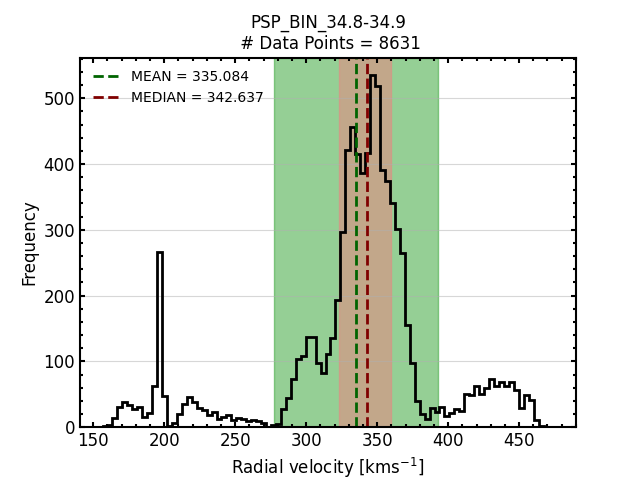 PSP_BIN_34.8-34.9
# Data Points = 8631
MEAN = 335.084
MEDIAN = 342.637
Frequency
500
400
300
200
100
0
150 200 250 300 350 400 450
Radial velocity [kms⁻¹]